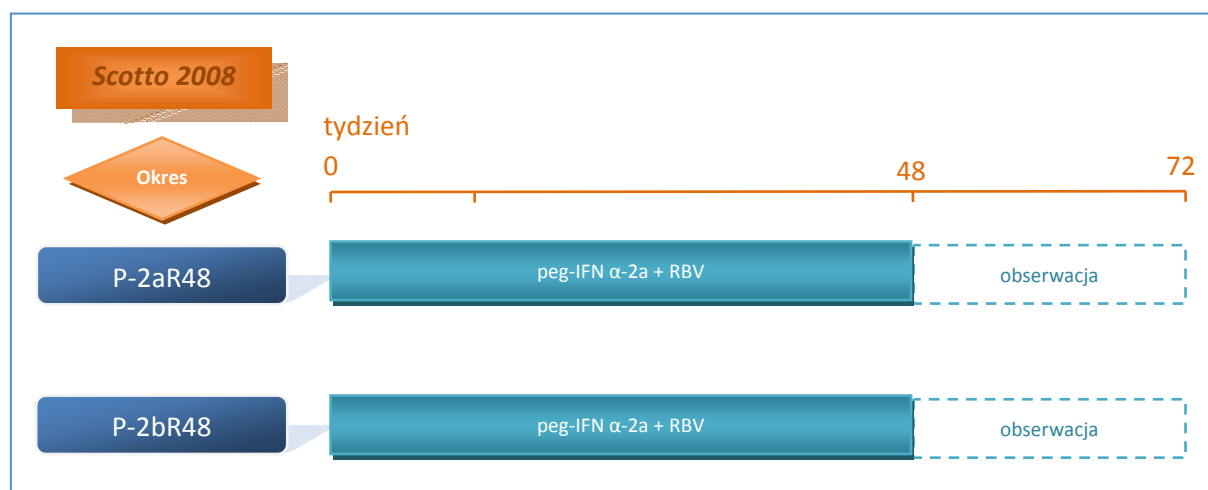 Scotto 2008
tydzień
Okres
0
48
72
P-2aR48
peg-IFN α-2a + RBV
obserwacja
P-2bR48
peg-IFN α-2a + RBV
obserwacja